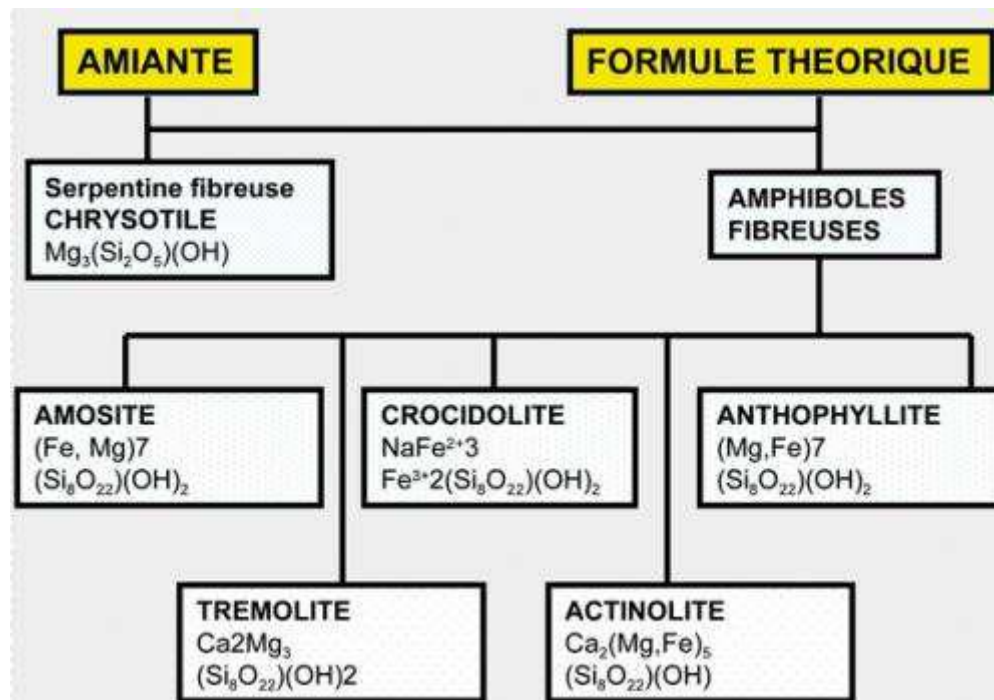 AMIANTE
FORMULE THEORIQUE
Serpentine fibreuse
CHRYSOTILE
Mg₃(Si₂O₅)(OH)
AMPHIBOLES
FIBREUSES
AMOSITE
(Fe, Mg)7
(Si₈O₂₂)(OH)₂
CROCIDOLITE
NaFe²⁺3
Fe³⁺2(Si₈O₂₂)(OH)₂
ANTHOPHYLLITE
(Mg,Fe)7
(Si₈O₂₂)(OH)₂
TREMOLITE
Ca2Mg₃
(Si₈O₂₂)(OH)2
ACTINOLITE
Ca₂(Mg,Fe)₅
(Si₈O₂₂)(OH)